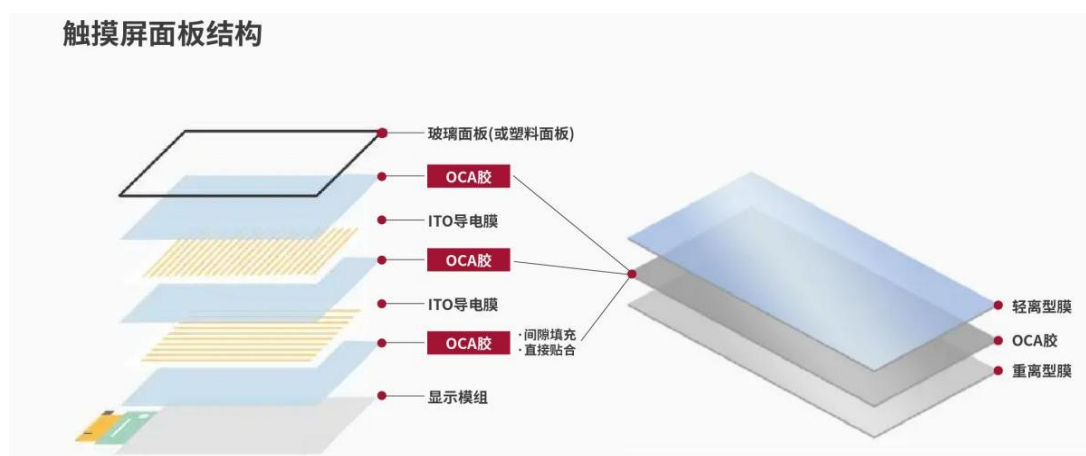 触摸屏面板结构
玻璃面板(或塑料面板)
OCA胶
ITO导电膜
OCA胶
ITO导电膜
OCA胶
·间隙填充
·直接贴合
显示模组
轻离型膜
OCA胶
重离型膜